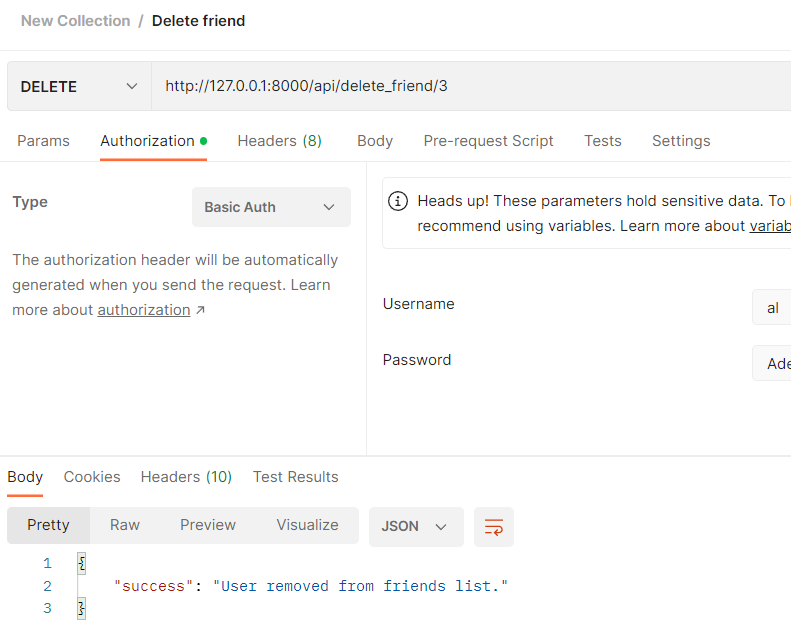 New Collection / Delete friend
DELETE http://127.0.0.1:8000/api/delete_friend/3
Params Authorization Headers (8) Body Pre-request Script Tests Settings
Type Basic Auth
The authorization header will be automatically
generated when you send the request. Learn
more about authorization ↗
Heads up! These parameters hold sensitive data. To
recommend using variables. Learn more about variab
Username al
Password Ade
Body Cookies Headers (10) Test Results
Pretty Raw Preview Visualize JSON
1 {
2 "success": "User removed from friends list."
3 }